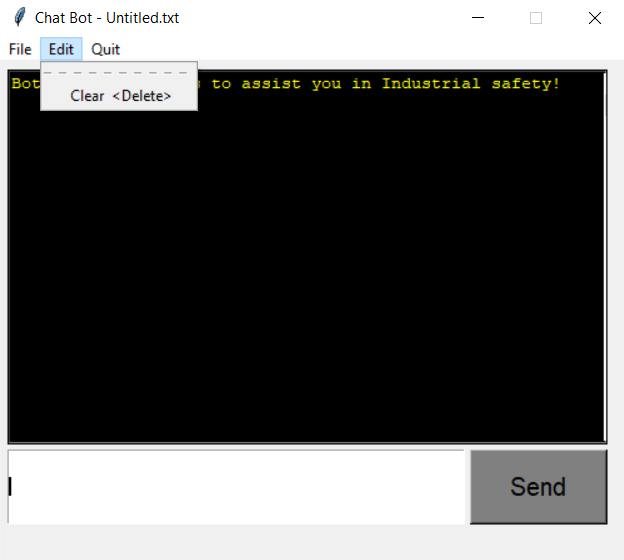 Chat Bot - Untitled.txt
File Edit Quit
Bot to assist you in Industrial safety!
Clear <Delete>
Send